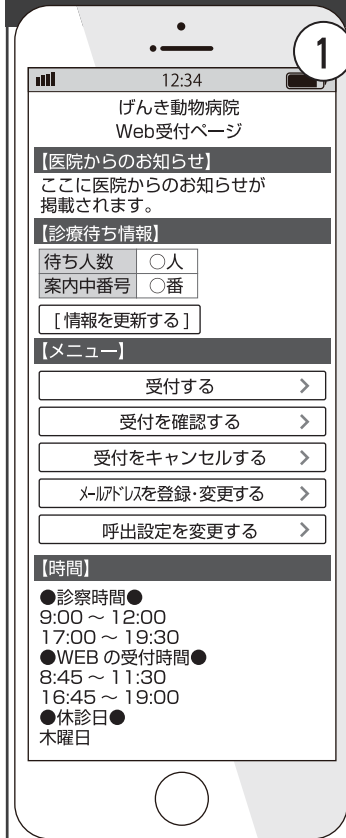 1
12:34
げんき動物病院
Web受付ページ
【医院からのお知らせ】
ここに医院からのお知らせが
掲載されます。
【診療待ち情報】
待ち人数 ○人
案内中番号 ○番
[ 情報を更新する ]
【メニュー】
受付する >
受付を確認する >
受付をキャンセルする >
メールアドレスを登録・変更する >
呼出設定を変更する >
【時間】
●診察時間●
9:00 ~ 12:00
17:00 ~ 19:30
●WEB の受付時間●
8:45 ~ 11:30
16:45 ~ 19:00
●休診日●
木曜日